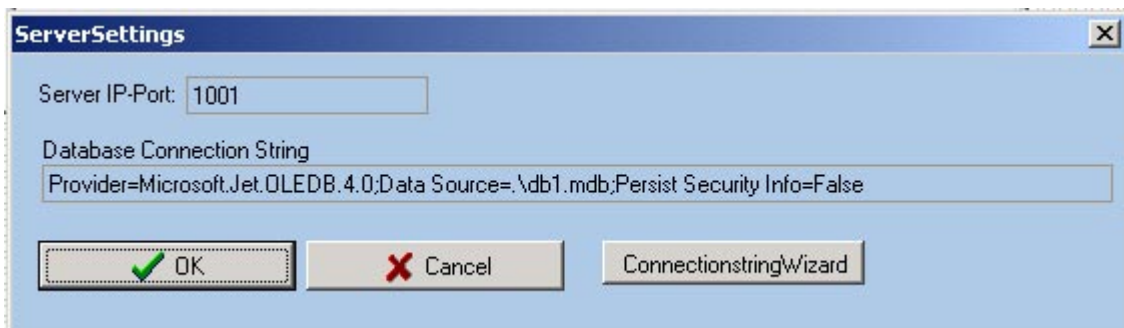 ServerSettings
Server IP-Port: 1001
Database Connection String
Provider=Microsoft.Jet.OLEDB.4.0;Data Source=.\db1.mdb;Persist Security Info=False
OK Cancel ConnectionstringWizard